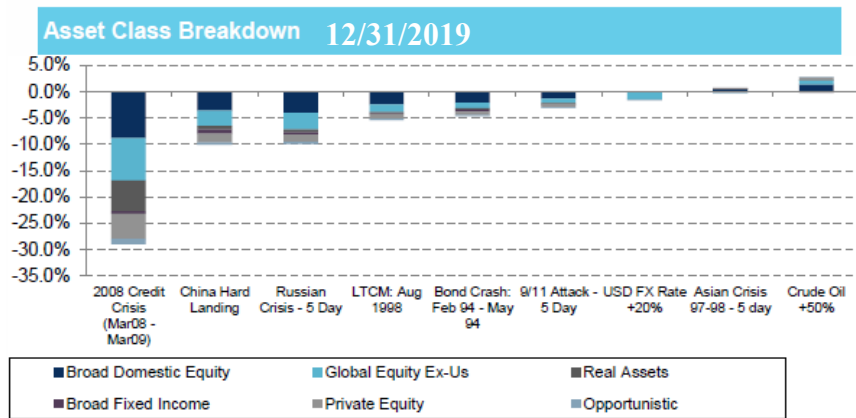 Asset Class Breakdown 12/31/2019
5.0%
0.0%
-5.0%
-10.0%
-15.0%
-20.0%
-25.0%
-30.0%
-35.0%
2008 Credit
Crisis
(Mar08 -
Mar09)
China Hard
Landing
Russian
Crisis - 5 Day
LTCM: Aug
1998
Bond Crash:
Feb 94 - May
94
9/11 Attack -
5 Day
USD FX Rate
+20%
Asian Crisis
97-98 - 5 day
Crude Oil
+50%
Broad Domestic Equity
Global Equity Ex-Us
Real Assets
Broad Fixed Income
Private Equity
Opportunistic